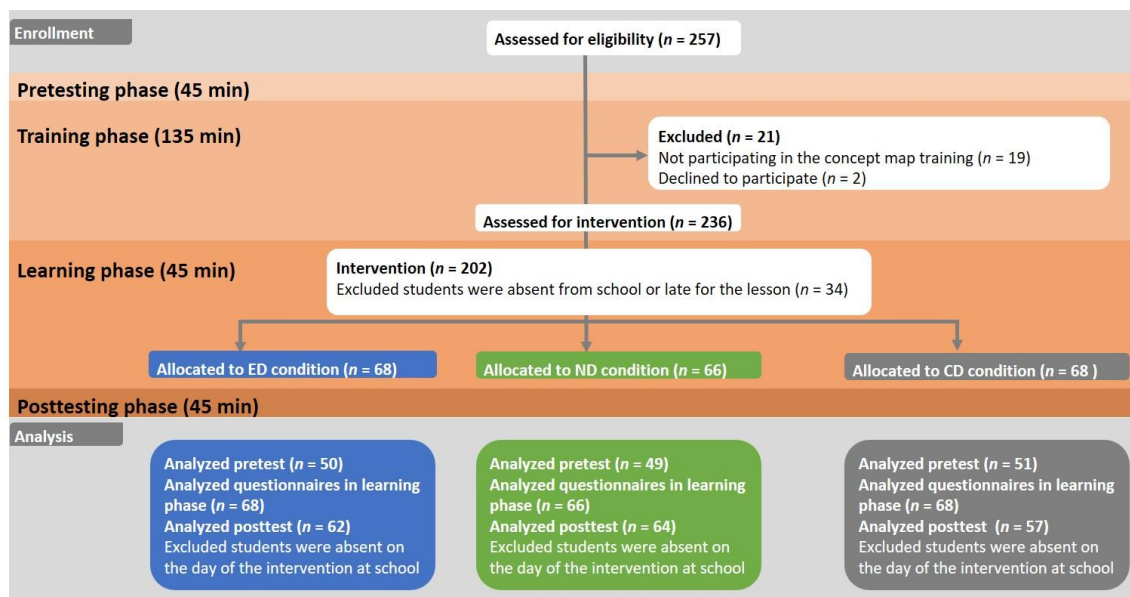 Enrollment
Assessed for eligibility (n = 257)
Pretesting phase (45 min)
Training phase (135 min)
Excluded (n = 21)
Not participating in the concept map training (n = 19)
Declined to participate (n = 2)
Assessed for intervention (n = 236)
Learning phase (45 min)
Intervention (n = 202)
Excluded students were absent from school or late for the lesson (n = 34)
Allocated to ED condition (n = 68)
Allocated to ND condition (n = 66)
Allocated to CD condition (n = 68 )
Posttesting phase (45 min)
Analysis
Analyzed pretest (n = 50)
Analyzed questionnaires in learning
phase (n = 68)
Analyzed posttest (n = 62)
Excluded students were absent on
the day of the intervention at school
Analyzed pretest (n = 49)
Analyzed questionnaires in learning
phase (n = 66)
Analyzed posttest (n = 64)
Excluded students were absent on
the day of the intervention at school
Analyzed pretest (n = 51)
Analyzed questionnaires in learning
phase (n = 68)
Analyzed posttest (n = 57)
Excluded students were absent on
the day of the intervention at school